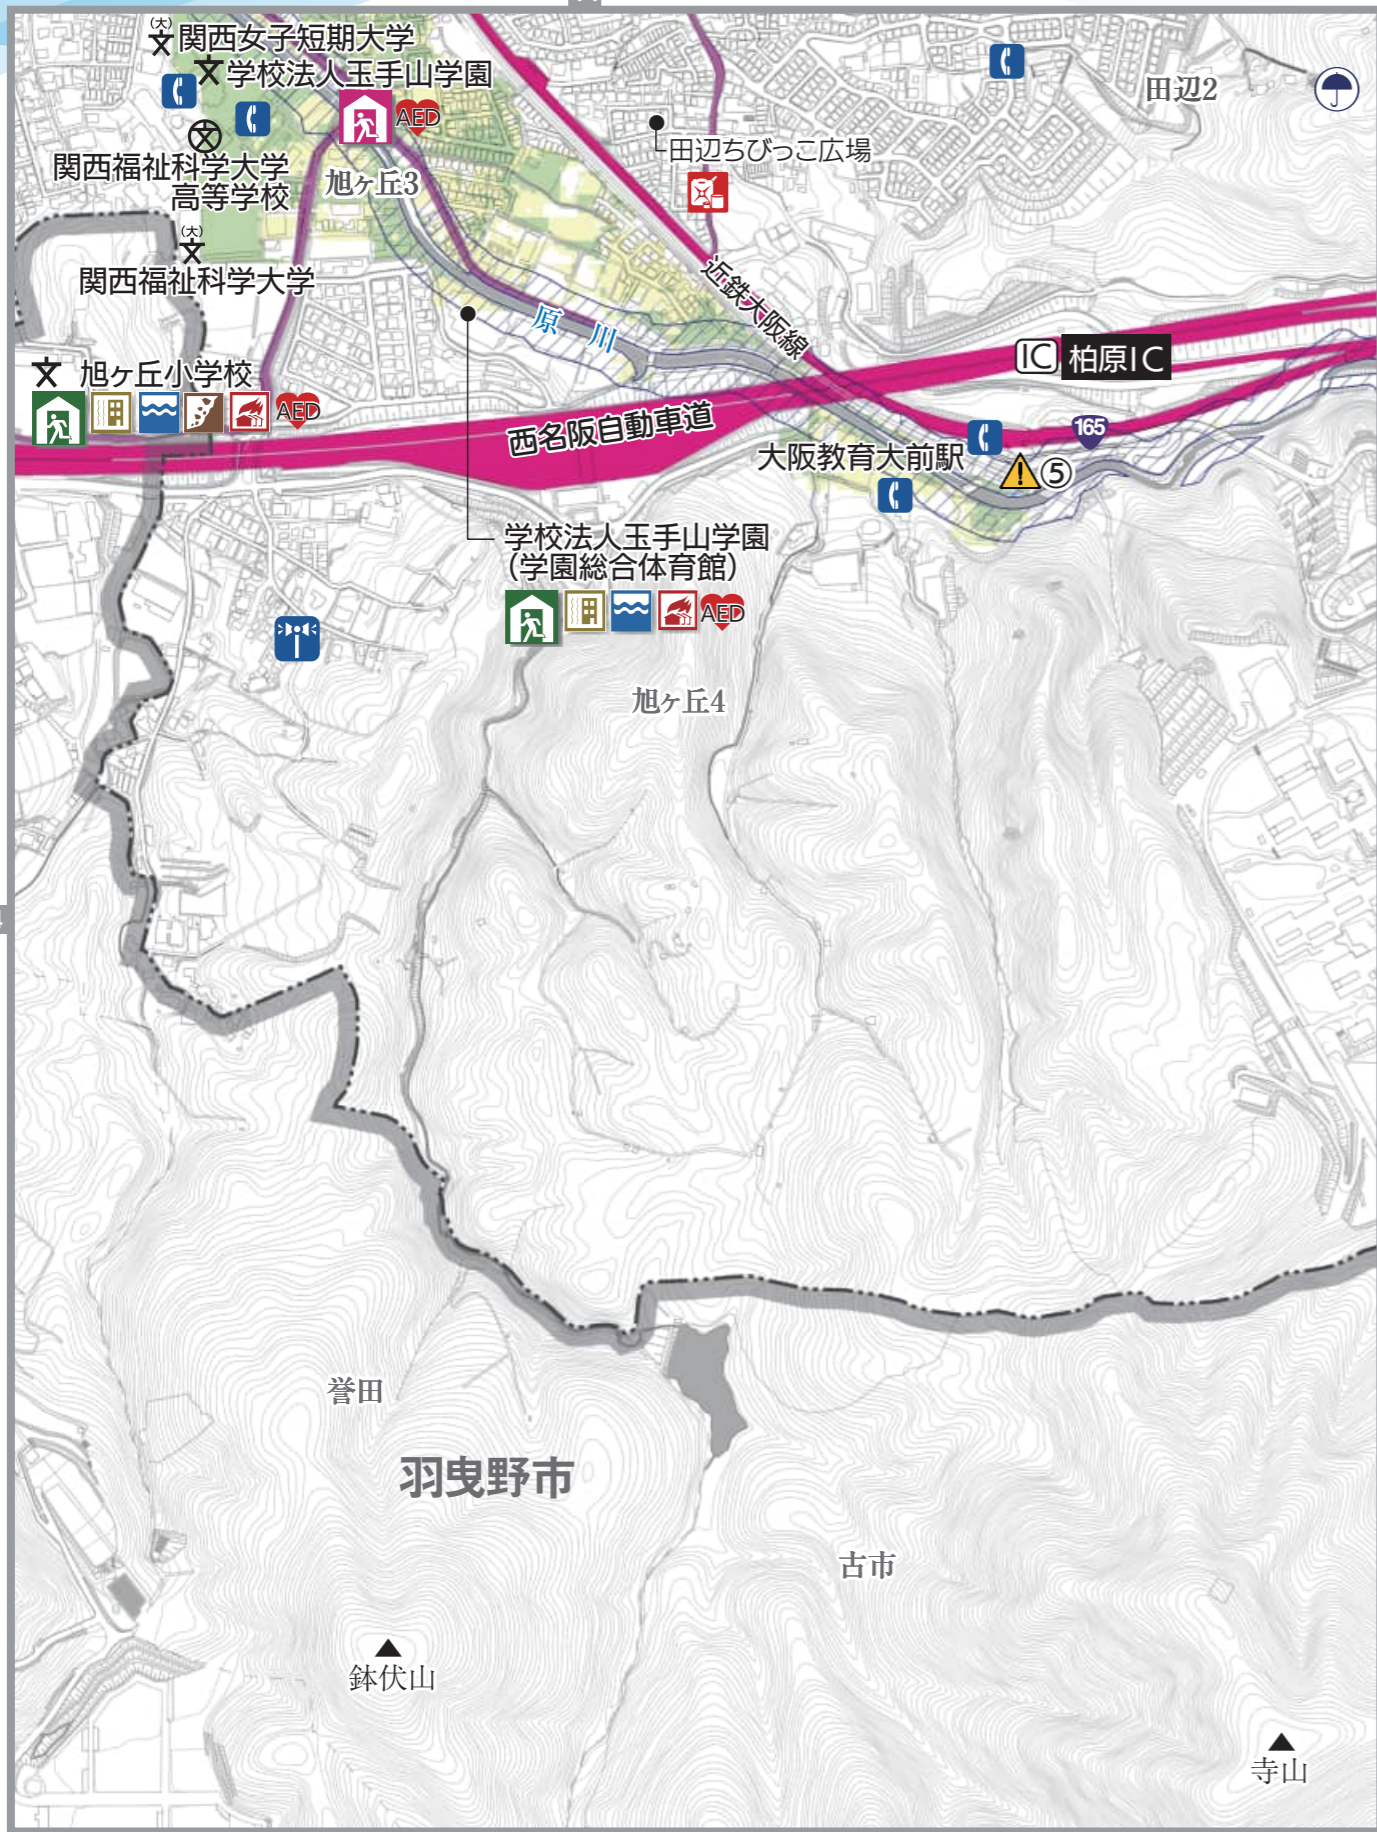 (大)
関西女子短期大学
学校法人玉手山学園
AED
関西福祉科学大学
高等学校
旭ヶ丘3
(大)
関西福祉科学大学
田辺ちびっこ広場
田辺2
近鉄大阪線
原川
IC 柏原IC
旭ヶ丘小学校
AED
西名阪自動車道
165
大阪教育大前駅
⑤
学校法人玉手山学園
（学園総合体育館）
AED
旭ヶ丘4
誉田
羽曳野市
古市
鉢伏山
寺山